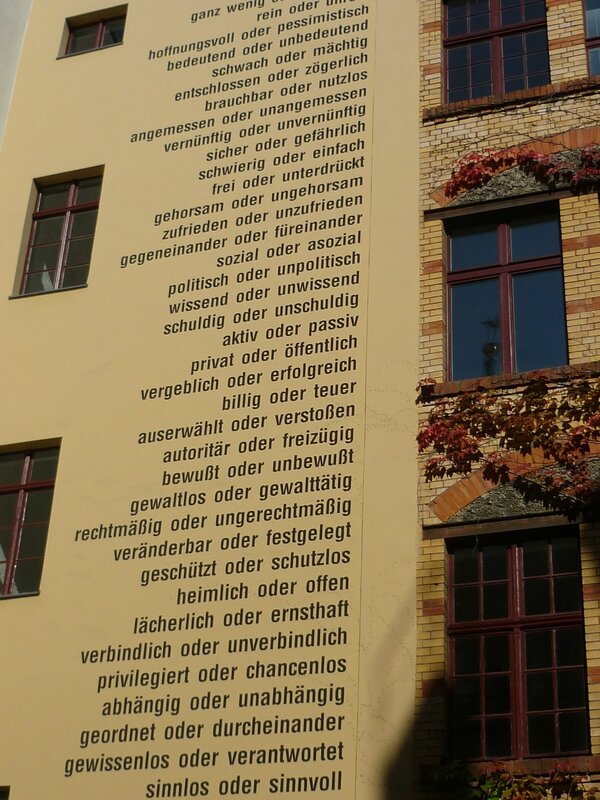 ganz wenig
rein oder
hoffnungsvoll oder pessimistisch
bedeutend oder unbedeutend
schwach oder mächtig
entschlossen oder zögerlich
brauchbar oder nutzlos
angemessen oder unangemessen
vernünftig oder unvernünftig
sicher oder gefährlich
schwierig oder einfach
frei oder unterdrückt
gehorsam oder ungehorsam
zufrieden oder unzufrieden
gegeneinander oder füreinander
sozial oder asozial
politisch oder unpolitisch
wissend oder unwissend
schuldig oder unschuldig
aktiv oder passiv
privat oder öffentlich
vergeblich oder erfolgreich
billig oder teuer
auserwählt oder verstoßen
autoritär oder freizügig
bewußt oder unbewußt
gewaltlos oder gewalttätig
rechtmäßig oder ungerechtmäßig
veränderbar oder festgelegt
geschützt oder schutzlos
heimlich oder offen
lächerlich oder ernsthaft
verbindlich oder unverbindlich
privilegiert oder chancenlos
abhängig oder unabhängig
geordnet oder durcheinander
gewissenlos oder verantwortet
sinnlos oder sinnvoll